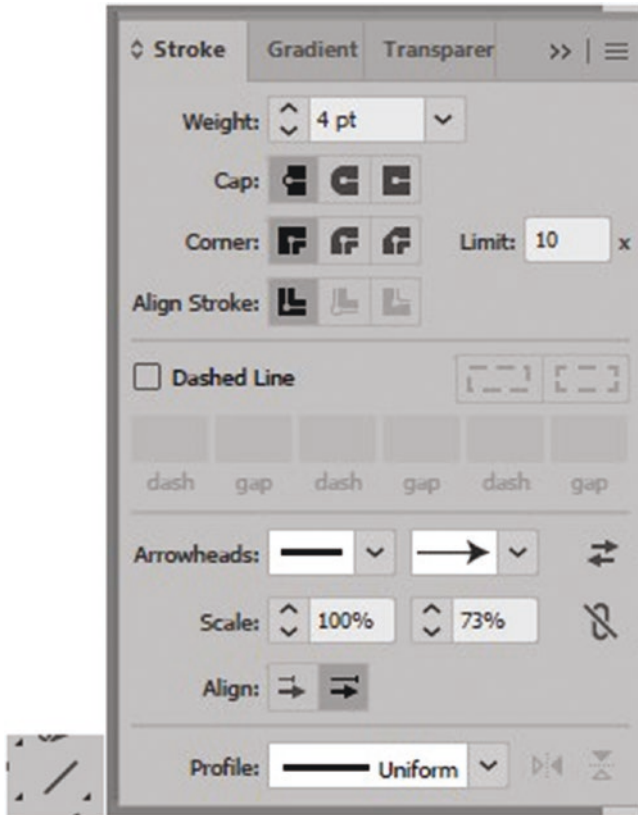 Stroke Gradient Transparer
Weight: 4 pt
Cap:
Corner: Limit: 10 x
Align Stroke:
Dashed Line
dash gap dash gap dash gap
Arrowheads:
Scale: 100% 73%
Align:
Profile: Uniform